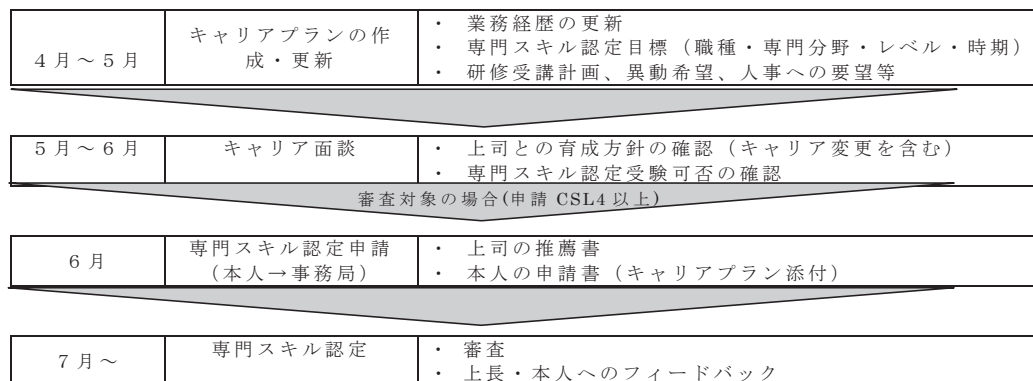 4月～5月
キャリアプランの作
成・更新
・ 業務経歴の更新
・ 専門スキル認定目標（職種・専門分野・レベル・時期）
・ 研修受講計画、異動希望、人事への要望等
5月～6月
キャリア面談
・ 上司との育成方針の確認（キャリア変更を含む）
・ 専門スキル認定受験可否の確認
審査対象の場合(申請 CSL4 以上)
6月
専門スキル認定申請
（本人→事務局）
・ 上司の推薦書
・ 本人の申請書（キャリアプラン添付）
7月～
専門スキル認定
・ 審査
・ 上長・本人へのフィードバック